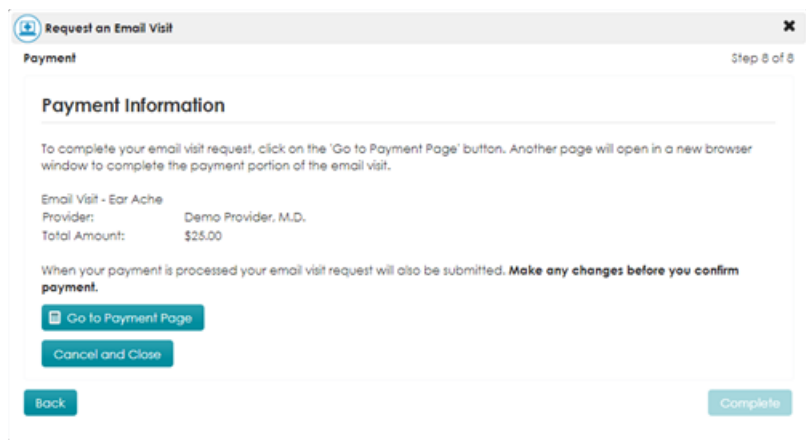 Request an Email Visit
Payment
Step 8 of 8
Payment Information
To complete your email visit request, click on the 'Go to Payment Page' button. Another page will open in a new browser
window to complete the payment portion of the email visit.
Email Visit - Ear Ache
Provider: Demo Provider, M.D.
Total Amount: $25.00
When your payment is processed your email visit request will also be submitted. Make any changes before you confirm
payment.
Go to Payment Page
Cancel and Close
Back
Complete